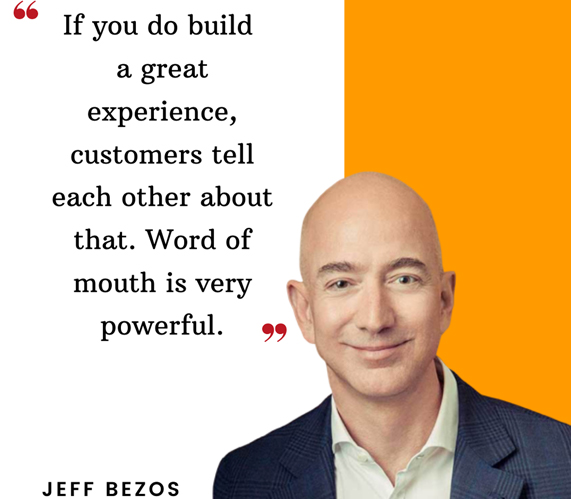 “ If you do build
a great
experience,
customers tell
each other about
that. Word of
mouth is very
powerful. ”
JEFF BEZOS